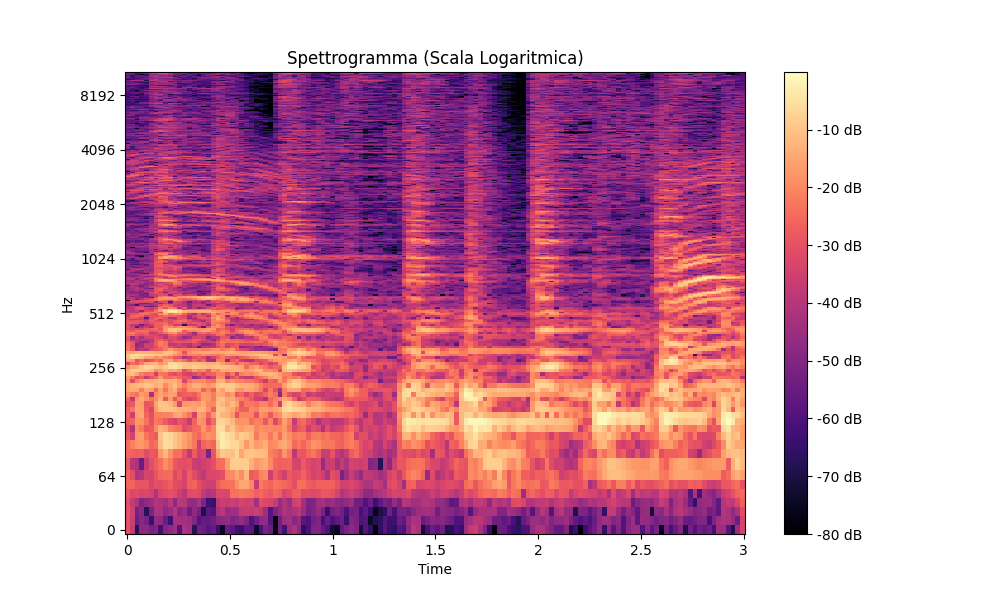 Spettrogramma (Scala Logaritmica)
Hz
8192
4096
2048
1024
512
256
128
64
0
0 0.5 1 1.5 2 2.5 3
Time
-10 dB
-20 dB
-30 dB
-40 dB
-50 dB
-60 dB
-70 dB
-80 dB